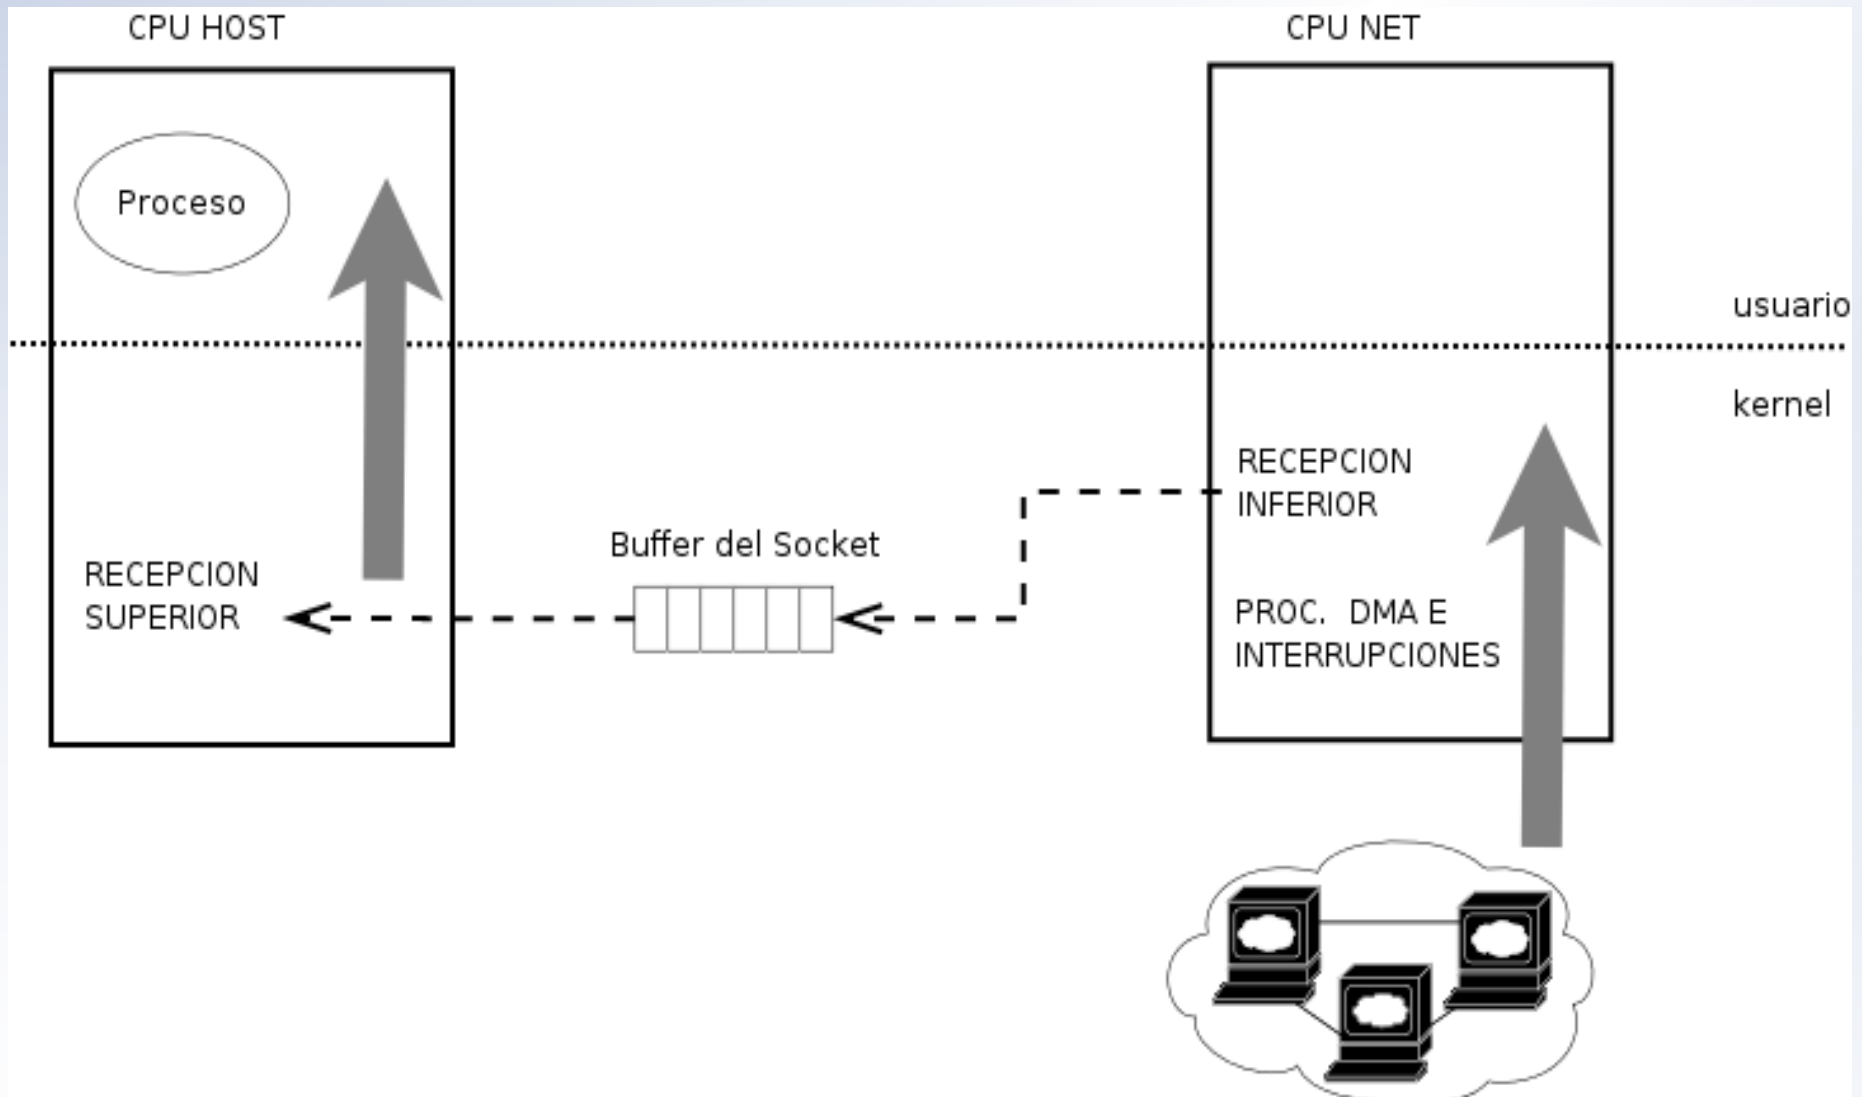 CPU HOST
CPU NET
Proceso
usuario
kernel
RECEPCION
INFERIOR
Buffer del Socket
RECEPCION
SUPERIOR
PROC. DMA E
INTERRUPCIONES